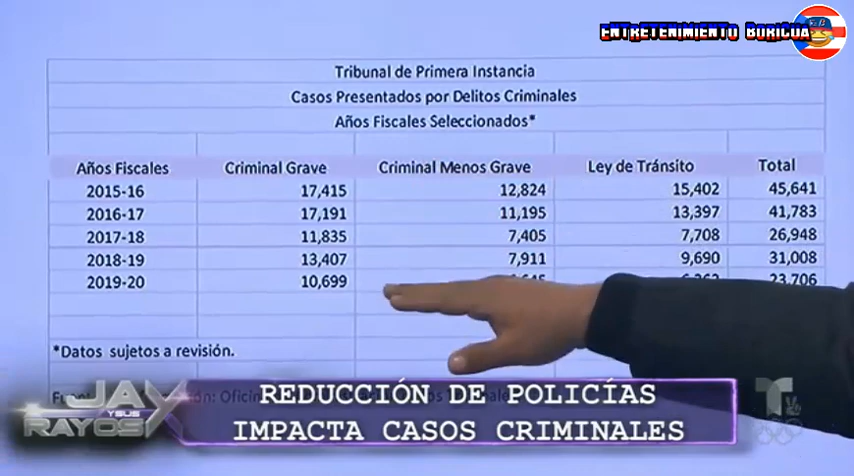 ENTRETENIMIENTO BORICUA
Tribunal de Primera Instancia
Casos Presentados por Delitos Criminales
Años Fiscales Seleccionados*
Años Fiscales Criminal Grave Criminal Menos Grave Ley de Tránsito Total
2015-16 17,415 12,824 15,402 45,641
2016-17 17,191 11,195 13,397 41,783
2017-18 11,835 7,405 7,708 26,948
2018-19 13,407 7,911 9,690 31,008
2019-20 10,699 23,706
*Datos sujetos a revisión.
JAY
Y SUS
RAYOS X
REDUCCIÓN DE POLICÍAS
IMPACTA CASOS CRIMINALES